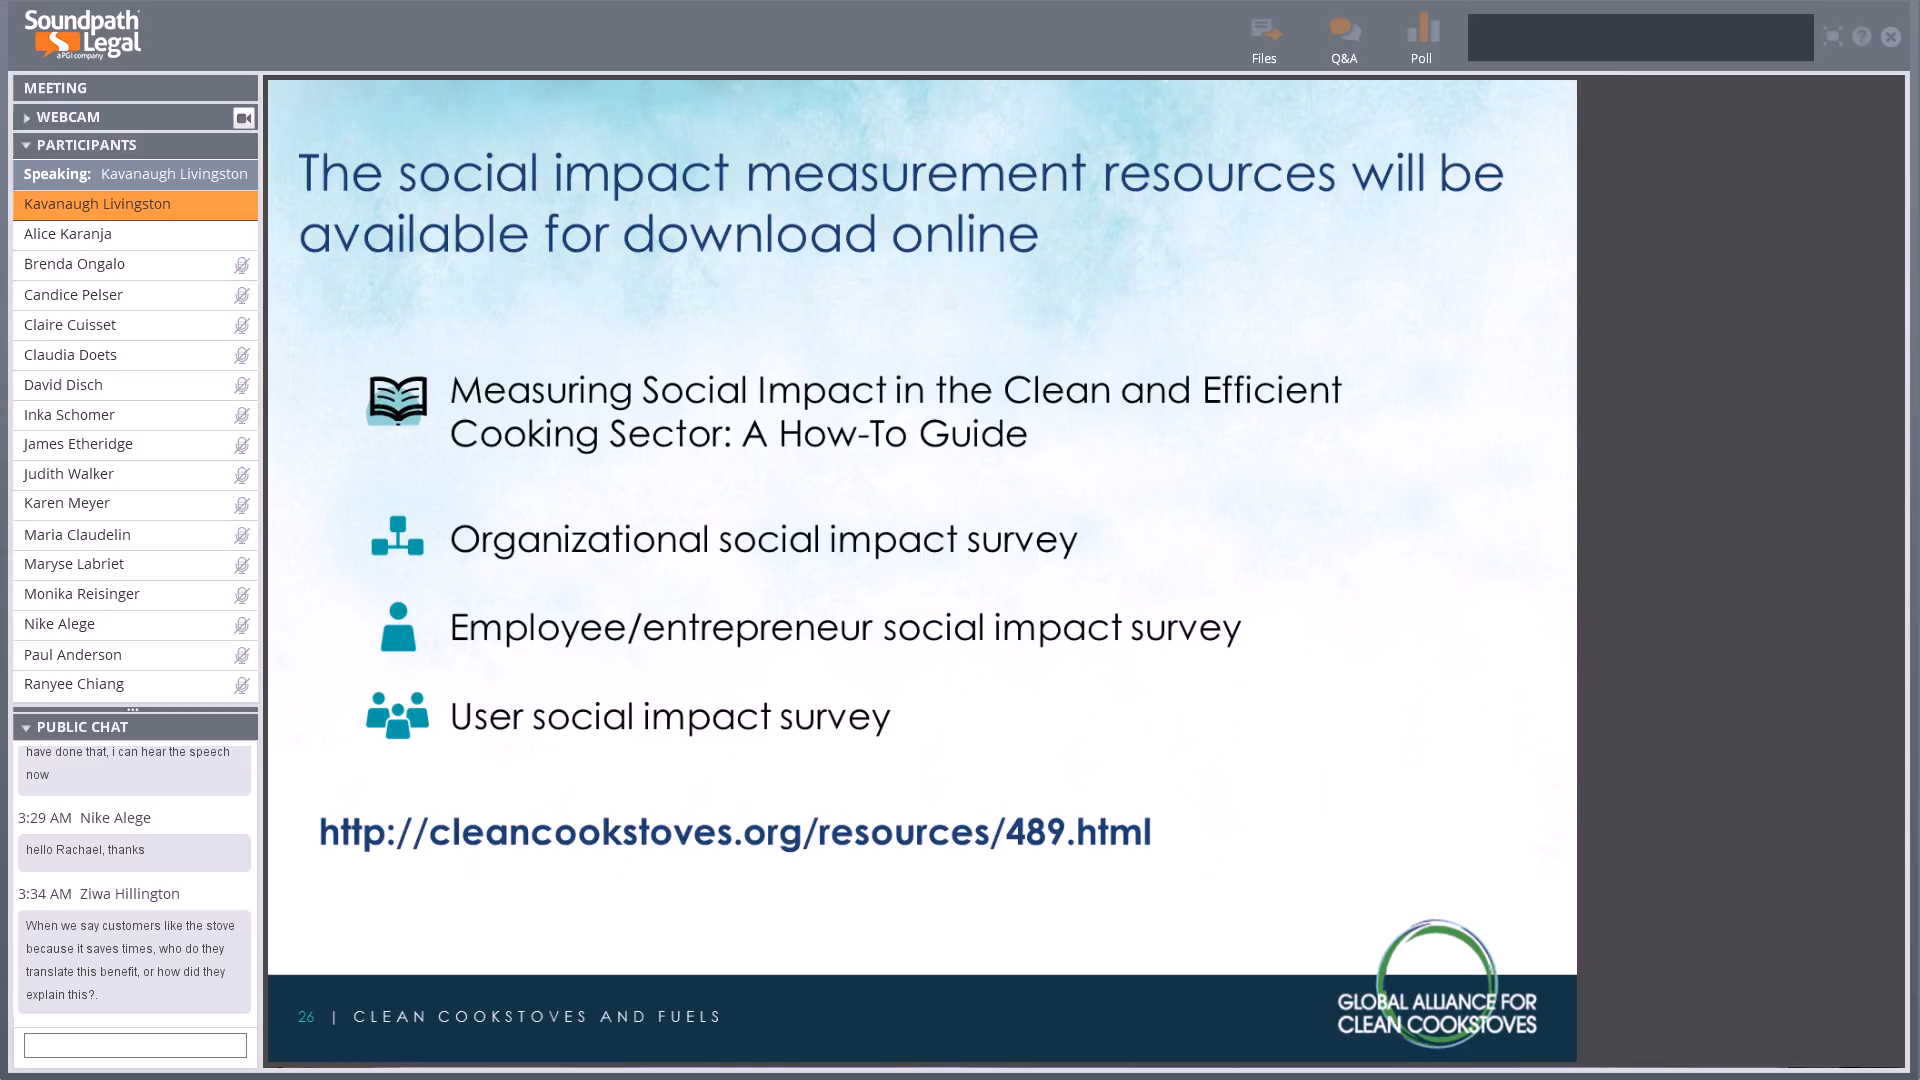 Soundpath
Legal
a PGi company
Files
Q&A
Poll
MEETING
WEBCAM
PARTICIPANTS
Speaking: Kavanaugh Livingston
Kavanaugh Livingston
Alice Karanja
Brenda Ongalo
Candice Pelser
Claire Cuisset
Claudia Doets
David Disch
Inka Schomer
James Etheridge
Judith Walker
Karen Meyer
Maria Claudelin
Maryse Labriet
Monika Reisinger
Nike Alege
Paul Anderson
Ranyee Chiang
PUBLIC CHAT
have done that, i can hear the speech
now
3:29 AM Nike Alege
hello Rachael, thanks
3:34 AM Ziwa Hillington
When we say customers like the stove
because it saves times, who do they
translate this benefit, or how did they
explain this?.
The social impact measurement resources will be
available for download online
Measuring Social Impact in the Clean and Efficient
Cooking Sector: A How-To Guide
Organizational social impact survey
Employee/entrepreneur social impact survey
User social impact survey
http://cleancookstoves.org/resources/489.html
26 | CLEAN COOKSTOVES AND FUELS
GLOBAL ALLIANCE FOR
CLEAN COOKSTOVES